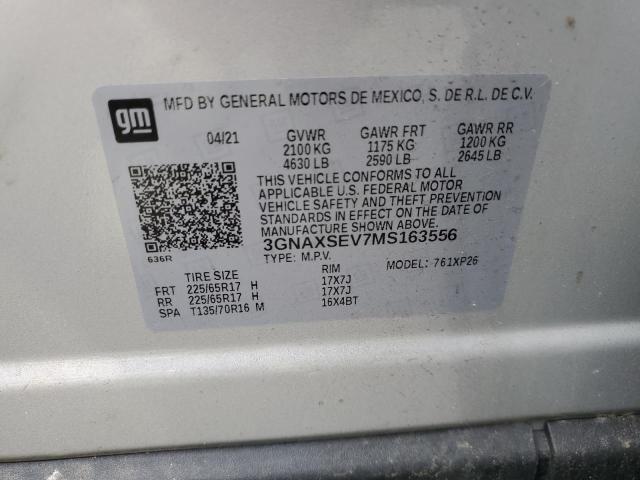 gm MFD BY GENERAL MOTORS DE MEXICO, S. DE R.L. DE C.V.
04/21 GVWR GAWR FRT GAWR RR
2100 KG 1175 KG 1200 KG
4630 LB 2590 LB 2645 LB
THIS VEHICLE CONFORMS TO ALL
APPLICABLE U.S. FEDERAL MOTOR
VEHICLE SAFETY AND THEFT PREVENTION
STANDARDS IN EFFECT ON THE DATE OF
MANUFACTURE SHOWN ABOVE.
3GNAXSEV7MS163556
636R TYPE: M.P.V. MODEL: 761XP26
TIRE SIZE RIM
FRT 225/65R17 H 17X7J
RR 225/65R17 H 17X7J
SPA T135/70R16 M 16X4BT